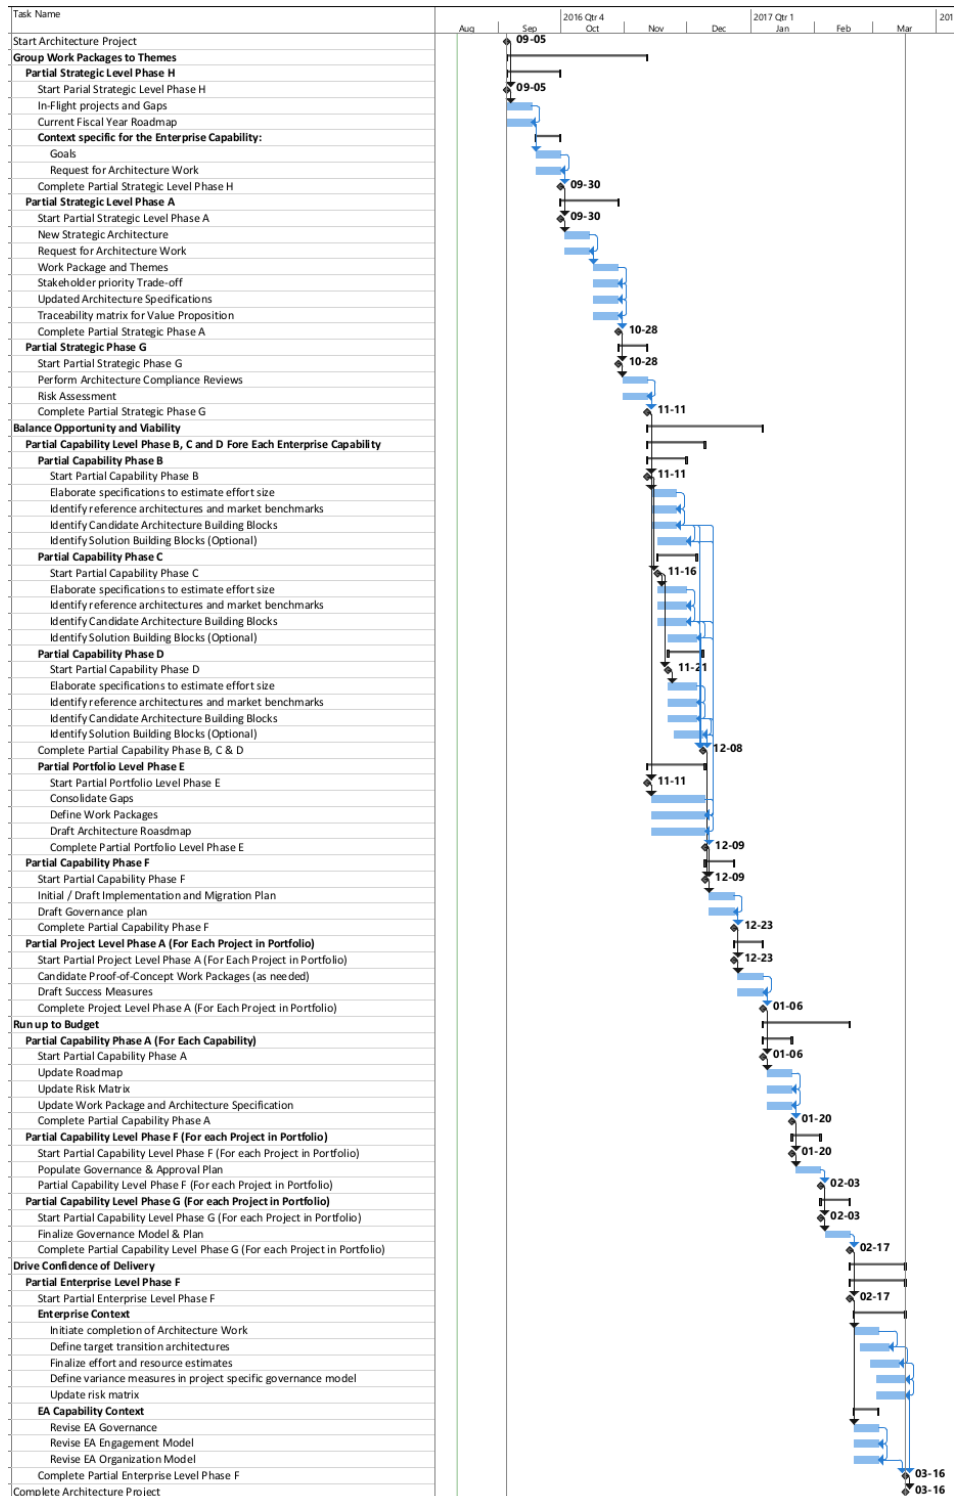 Task Name
2016 Qtr 4 2017 Qtr 1 201
Aug Sep Oct Nov Dec Jan Feb Mar
Start Architecture Project 09-05
Group Work Packages to Themes
Partial Strategic Level Phase H
Start Parial Strategic Level Phase H 09-05
In-Flight projects and Gaps
Current Fiscal Year Roadmap
Context specific for the Enterprise Capability:
Goals
Request for Architecture Work
Complete Partial Strategic Level Phase H 09-30
Partial Strategic Level Phase A
Start Partial Strategic Level Phase A 09-30
New Strategic Architecture
Request for Architecture Work
Work Package and Themes
Stakeholder priority Trade-off
Updated Architecture Specifications
Traceability matrix for Value Proposition
Complete Partial Strategic Phase A 10-28
Partial Strategic Phase G
Start Partial Strategic Phase G 10-28
Perform Architecture Compliance Reviews
Risk Assessment
Complete Partial Strategic Phase G 11-11
Balance Opportunity and Viability
Partial Capability Level Phase B, C and D Fore Each Enterprise Capability
Partial Capability Phase B
Start Partial Capability Phase B 11-11
Elaborate specifications to estimate effort size
Identify reference architectures and market benchmarks
Identify Candidate Architecture Building Blocks
Identify Solution Building Blocks (Optional)
Partial Capability Phase C
Start Partial Capability Phase C 11-16
Elaborate specifications to estimate effort size
Identify reference architectures and market benchmarks
Identify Candidate Architecture Building Blocks
Identify Solution Building Blocks (Optional)
Partial Capability Phase D
Start Partial Capability Phase D 11-21
Elaborate specifications to estimate effort size
Identify reference architectures and market benchmarks
Identify Candidate Architecture Building Blocks
Identify Solution Building Blocks (Optional)
Complete Partial Capability Phase B, C & D 12-08
Partial Portfolio Level Phase E
Start Partial Portfolio Level Phase E 11-11
Consolidate Gaps
Define Work Packages
Draft Architecture Roasdmap
Complete Partial Portfolio Level Phase E 12-09
Partial Capability Phase F
Start Partial Capability Phase F 12-09
Initial / Draft Implementation and Migration Plan
Draft Governance plan
Complete Partial Capability Phase F 12-23
Partial Project Level Phase A (For Each Project in Portfolio)
Start Partial Project Level Phase A (For Each Project in Portfolio) 12-23
Candidate Proof-of-Concept Work Packages (as needed)
Draft Success Measures
Complete Project Level Phase A (For Each Project in Portfolio) 01-06
Run up to Budget
Partial Capability Phase A (For Each Capability)
Start Partial Capability Phase A 01-06
Update Roadmap
Update Risk Matrix
Update Work Package and Architecture Specification
Complete Partial Capability Phase A 01-20
Partial Capability Level Phase F (For each Project in Portfolio)
Start Partial Capability Level Phase F (For each Project in Portfolio) 01-20
Populate Governance & Approval Plan
Partial Capability Level Phase F (For each Project in Portfolio) 02-03
Partial Capability Level Phase G (For each Project in Portfolio)
Start Partial Capability Level Phase G (For each Project in Portfolio) 02-03
Finalize Governance Model & Plan
Complete Partial Capability Level Phase G (For each Project in Portfolio) 02-17
Drive Confidence of Delivery
Partial Enterprise Level Phase F
Start Partial Enterprise Level Phase F 02-17
Enterprise Context
Initiate completion of Architecture Work
Define target transition architectures
Finalize effort and resource estimates
Define variance measures in project specific governance model
Update risk matrix
EA Capability Context
Revise EA Governance
Revise EA Engagement Model
Revise EA Organization Model
Complete Partial Enterprise Level Phase F 03-16
Complete Architecture Project 03-16